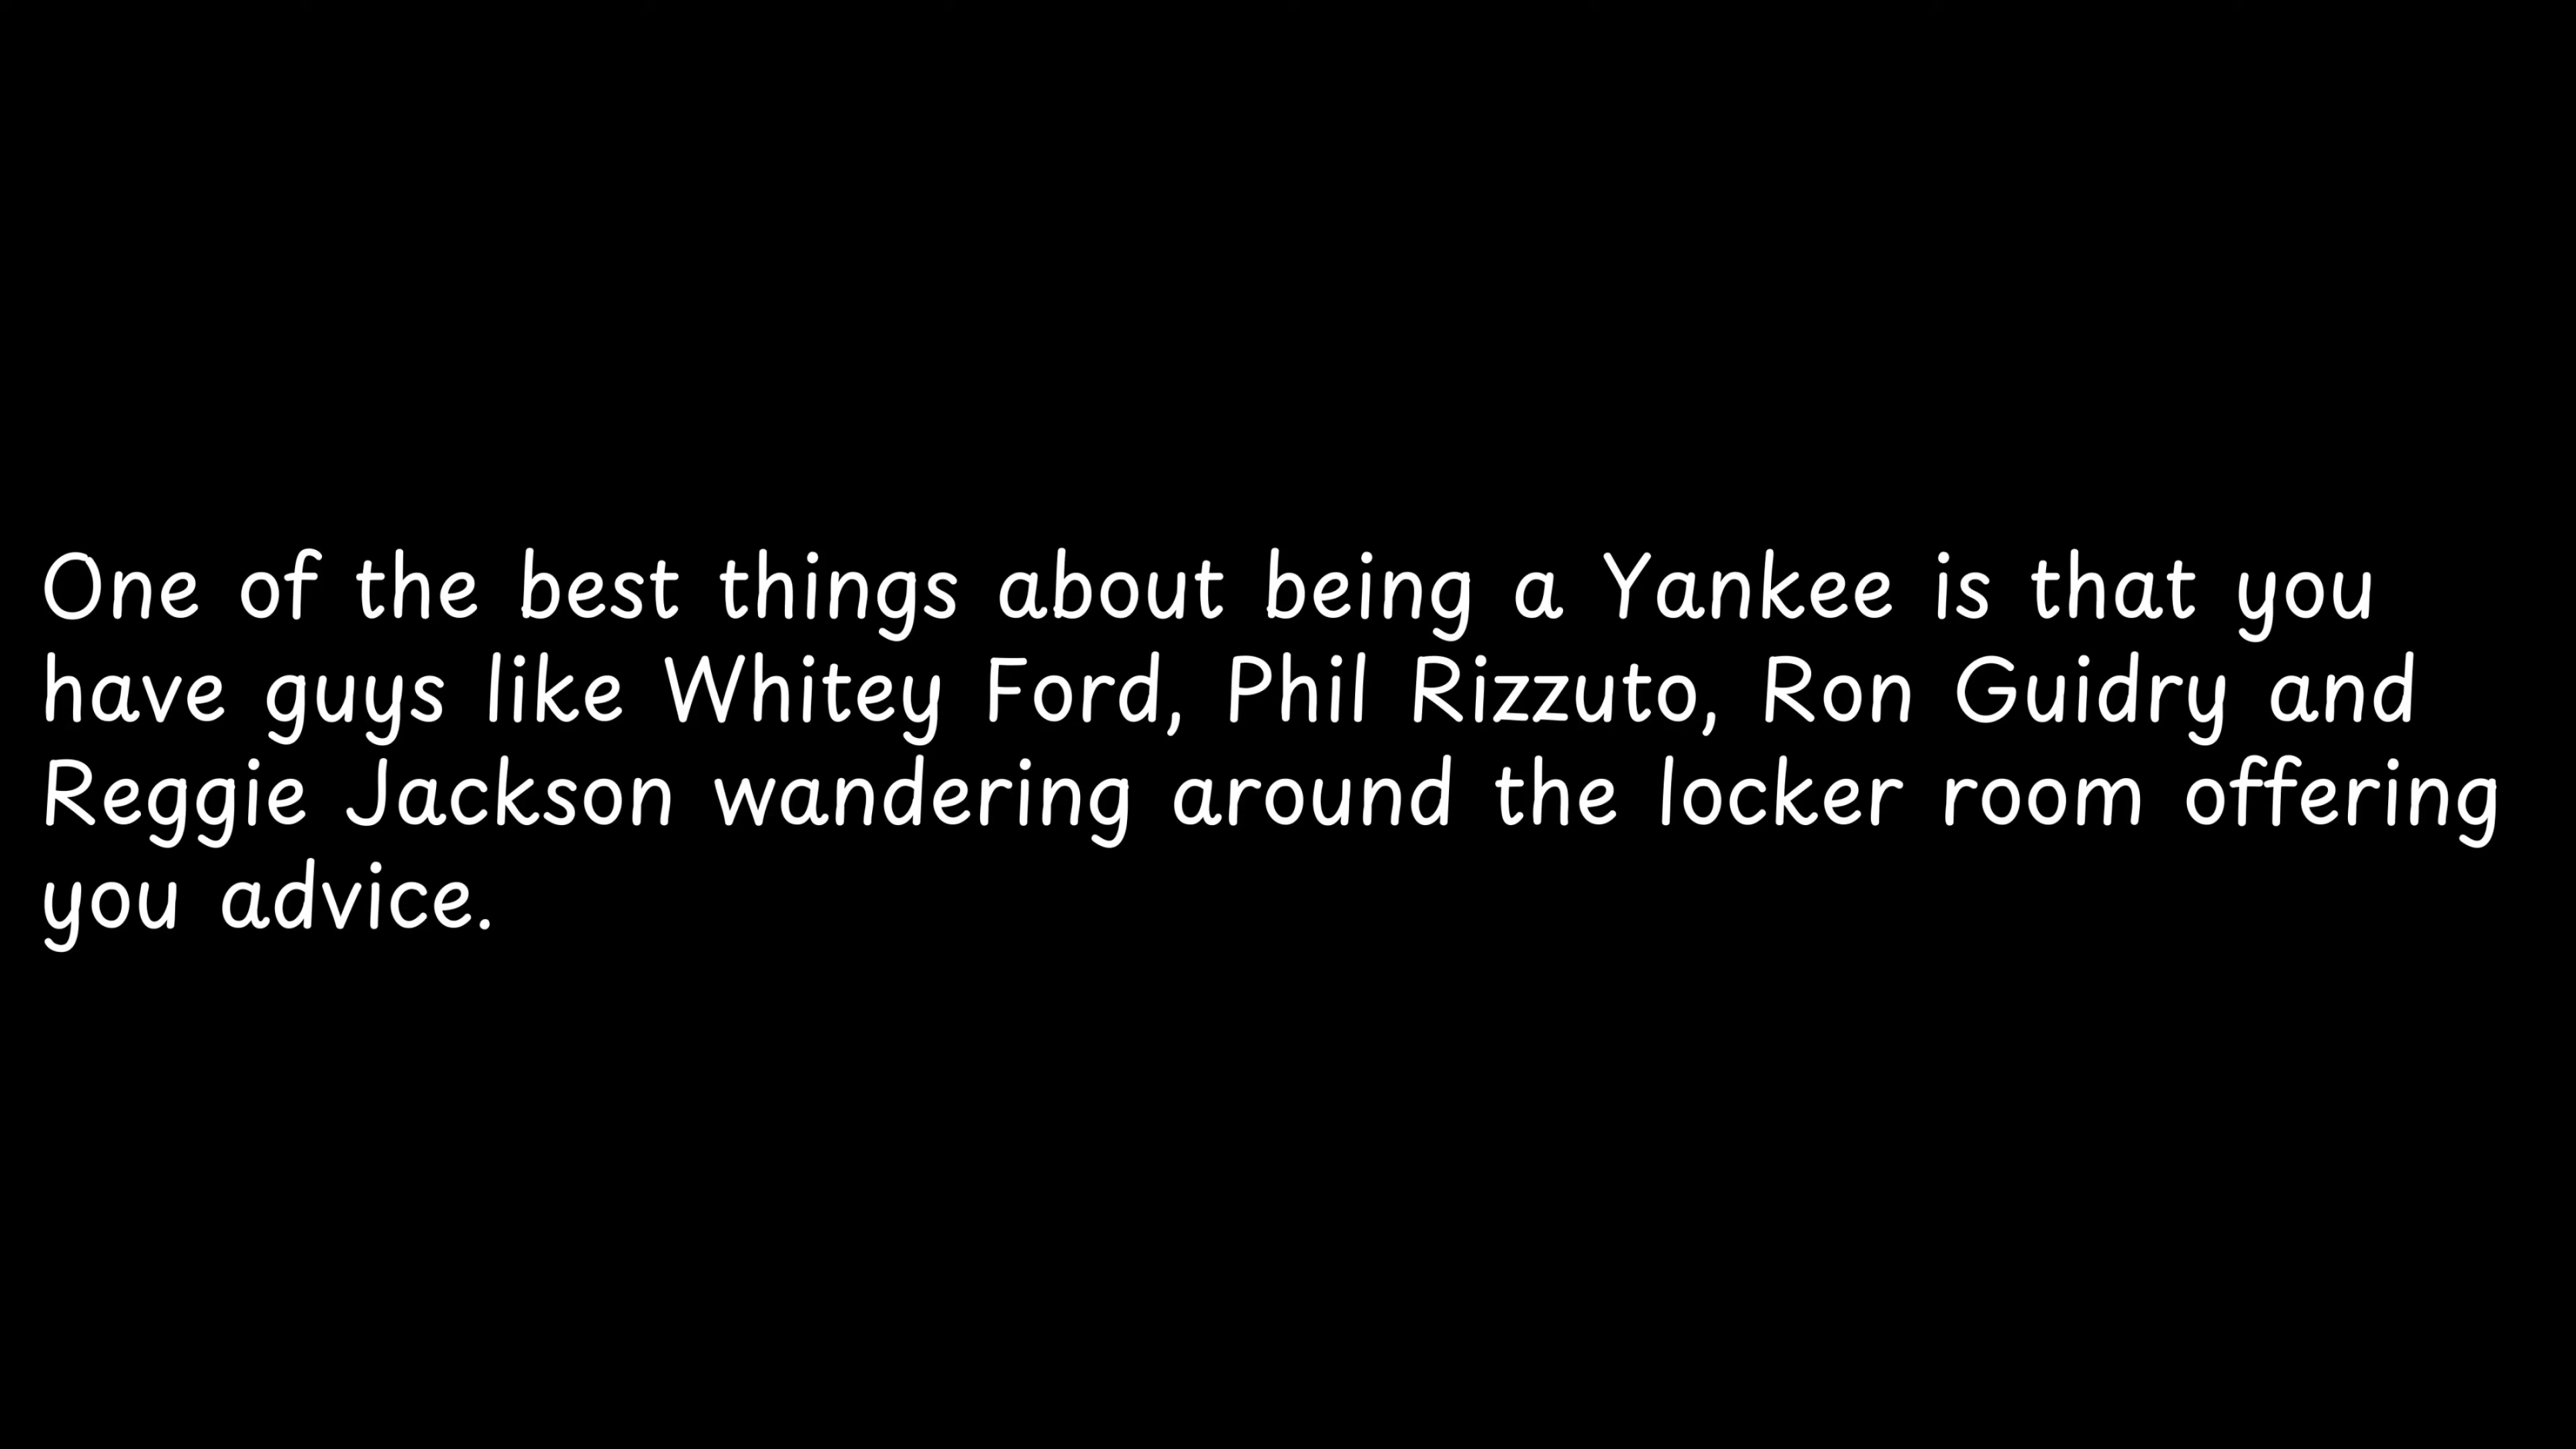 One of the best things about being a Yankee is that you
have guys like Whitey Ford, Phil Rizzuto, Ron Guidry and
Reggie Jackson wandering around the locker room offering
you advice.